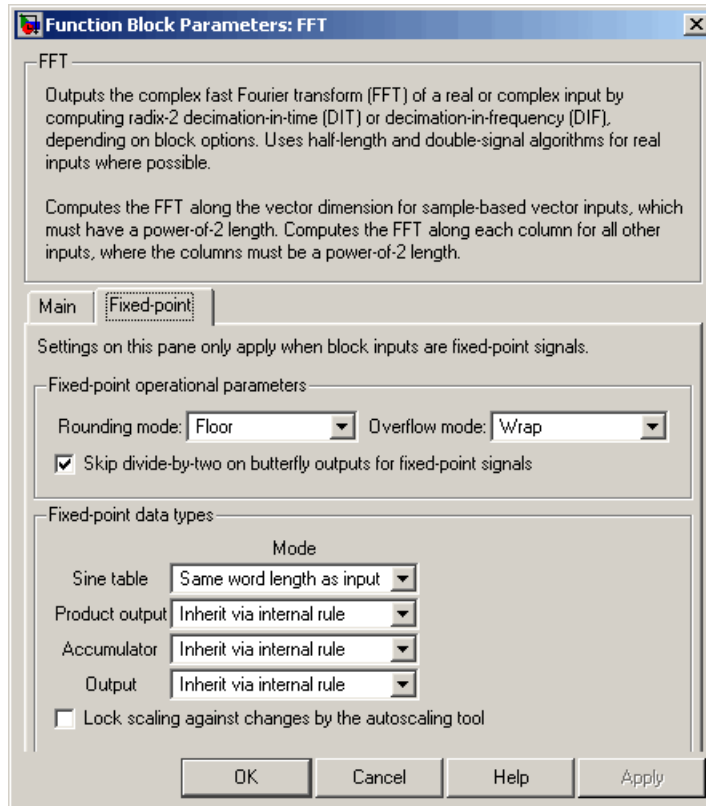 Function Block Parameters: FFT
FFT
Outputs the complex fast Fourier transform (FFT) of a real or complex input by
computing radix-2 decimation-in-time (DIT) or decimation-in-frequency (DIF),
depending on block options. Uses half-length and double-signal algorithms for real
inputs where possible.
Computes the FFT along the vector dimension for sample-based vector inputs, which
must have a power-of-2 length. Computes the FFT along each column for all other
inputs, where the columns must be a power-of-2 length.
Main Fixed-point
Settings on this pane only apply when block inputs are fixed-point signals.
Fixed-point operational parameters
Rounding mode: Floor Overflow mode: Wrap
Skip divide-by-two on butterfly outputs for fixed-point signals
Fixed-point data types
Mode
Sine table Same word length as input
Product output Inherit via internal rule
Accumulator Inherit via internal rule
Output Inherit via internal rule
Lock scaling against changes by the autoscaling tool
OK Cancel Help Apply